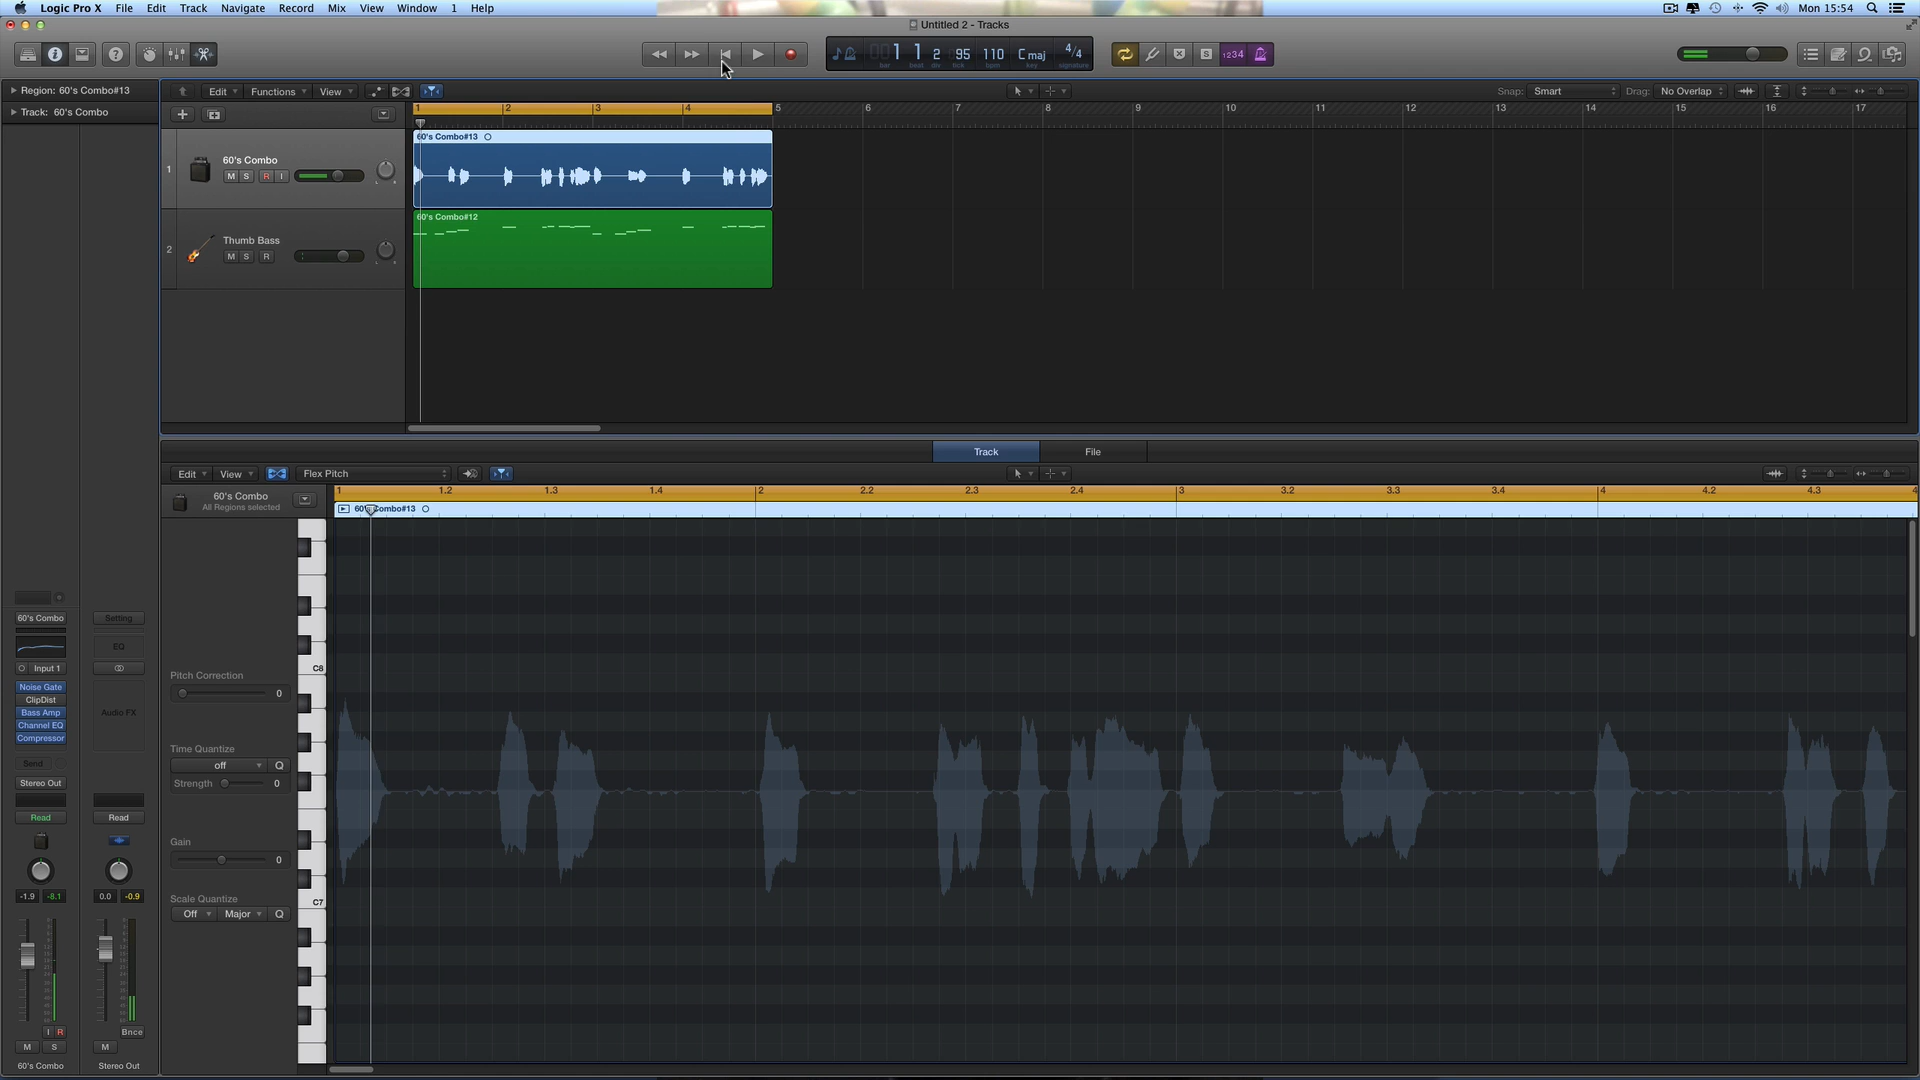 Logic Pro X File Edit Track Navigate Record Mix View Window 1 Help Mon 15:54
Untitled 2 - Tracks
1 1 2 95 110 C maj 4/4
bar beat div tick bpm key signature
S 1234
Region: 60's Combo#13
Track: 60's Combo
Edit Functions View Snap: Smart Drag: No Overlap
1 2 3 4 5 6 7 8 9 10 11 12 13 14 15 16 17
60's Combo#13
1 60's Combo
M S R I
60's Combo#12
2 Thumb Bass
M S R
Track File
Edit View Flex Pitch
60's Combo
All Regions selected
1 1.2 1.3 1.4 2 2.2 2.3 2.4 3 3.2 3.3 3.4 4 4.2 4.3 4
60's Combo#13
C8
Pitch Correction
0
Time Quantize
off Q
Strength 0
Gain
0
Scale Quantize
Off Major Q
C7
60's Combo Setting
EQ
Input 1
Noise Gate
ClipDist
Bass Amp Audio FX
Channel EQ
Compressor
Send
Stereo Out
Read Read
-1.9 -8.1 0.0 -0.9
I R Bnce
M S M
60's Combo Stereo Out